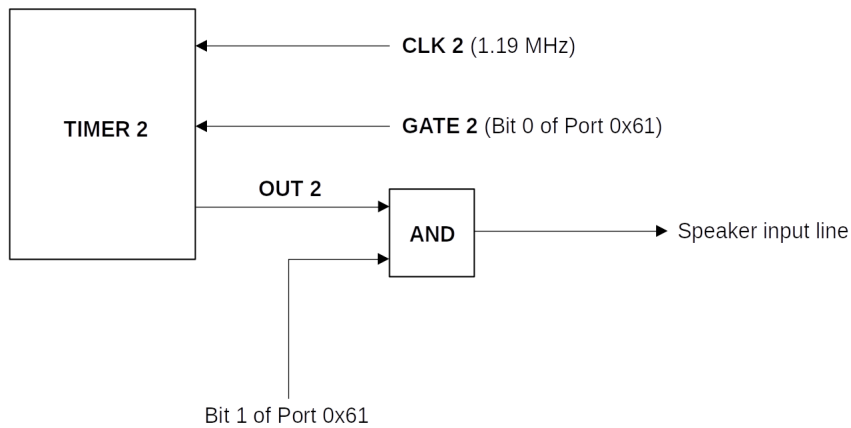 CLK 2 (1.19 MHz)
TIMER 2
GATE 2 (Bit 0 of Port 0x61)
OUT 2
AND
Speaker input line
Bit 1 of Port 0x61